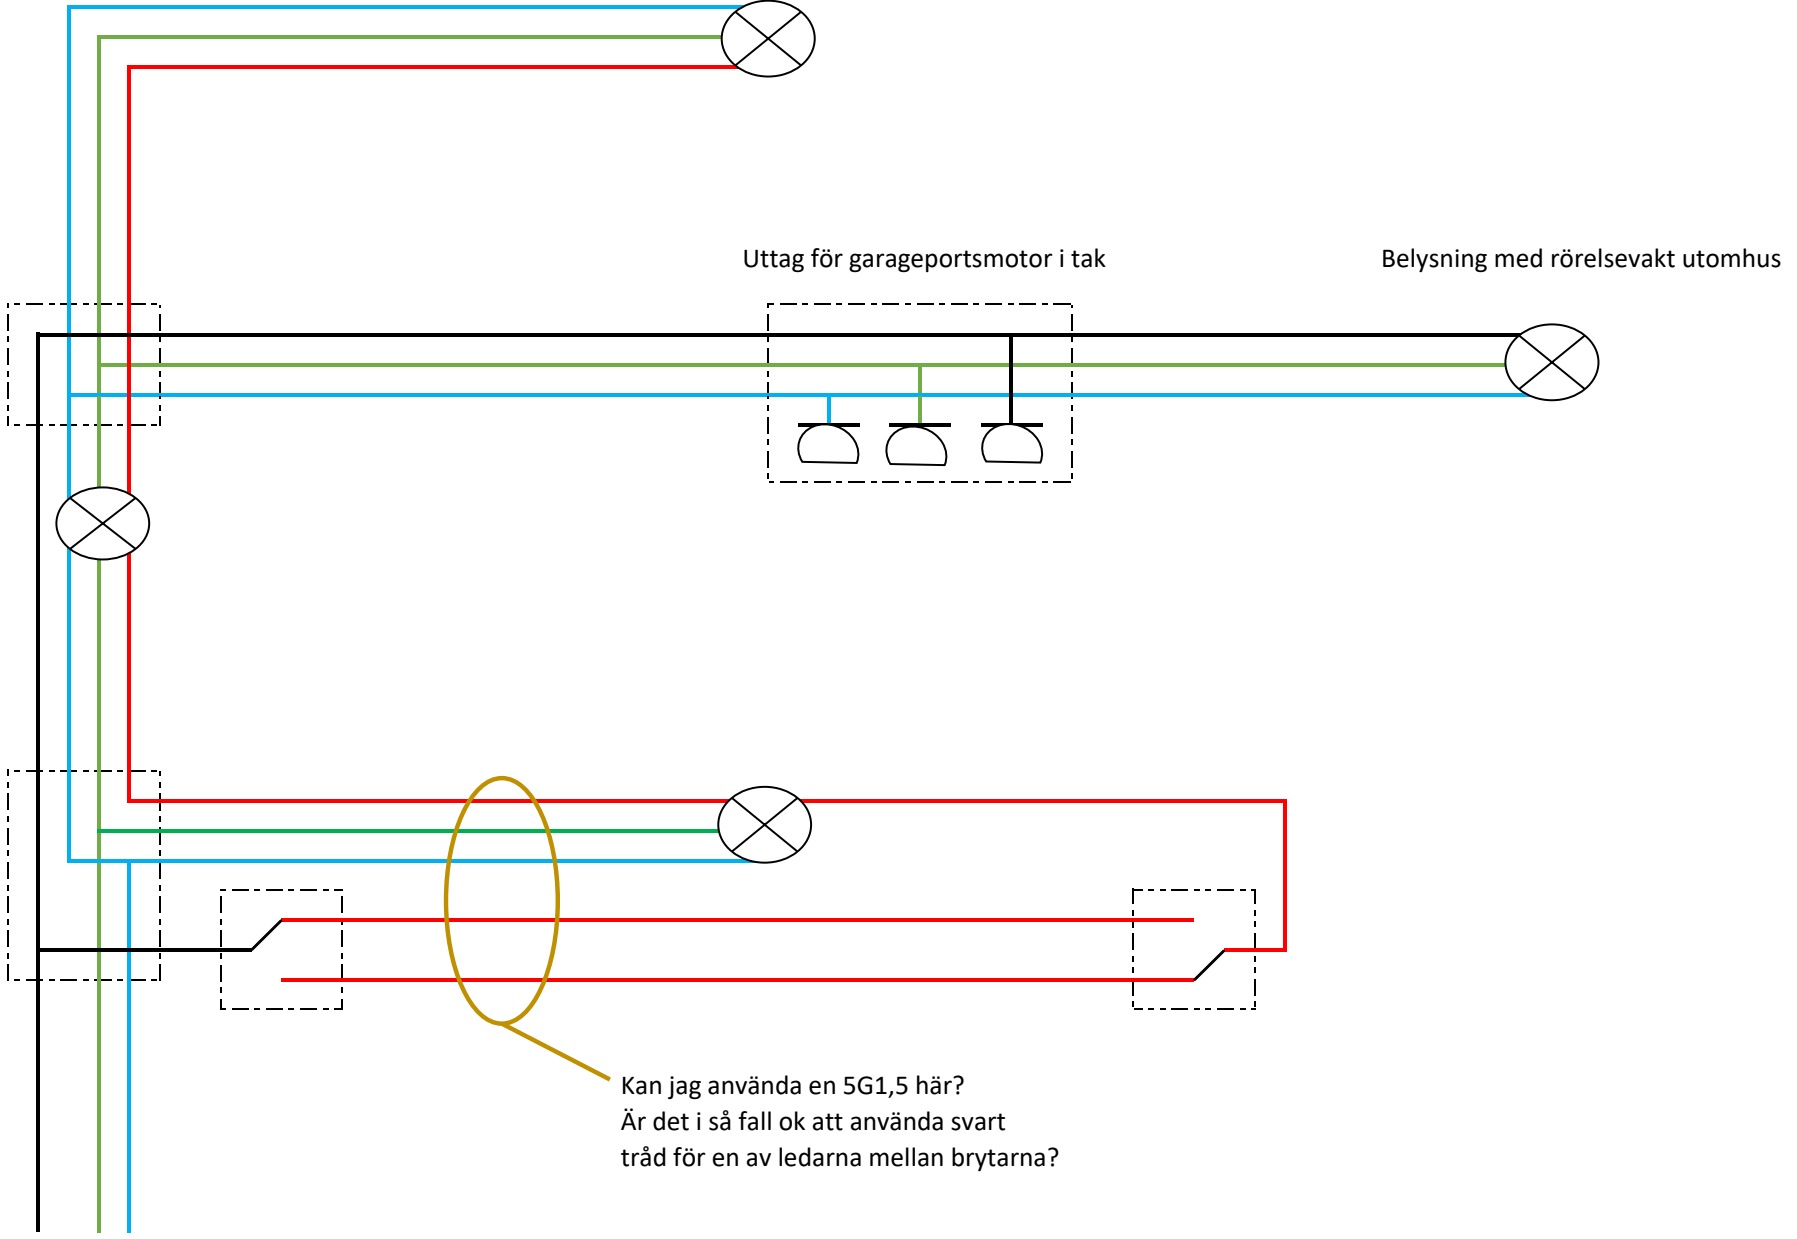 Uttag för garageportsmotor i tak
Belysning med rörelsevakt utomhus
Kan jag använda en 5G1,5 här?
Är det i så fall ok att använda svart
tråd för en av ledarna mellan brytarna?